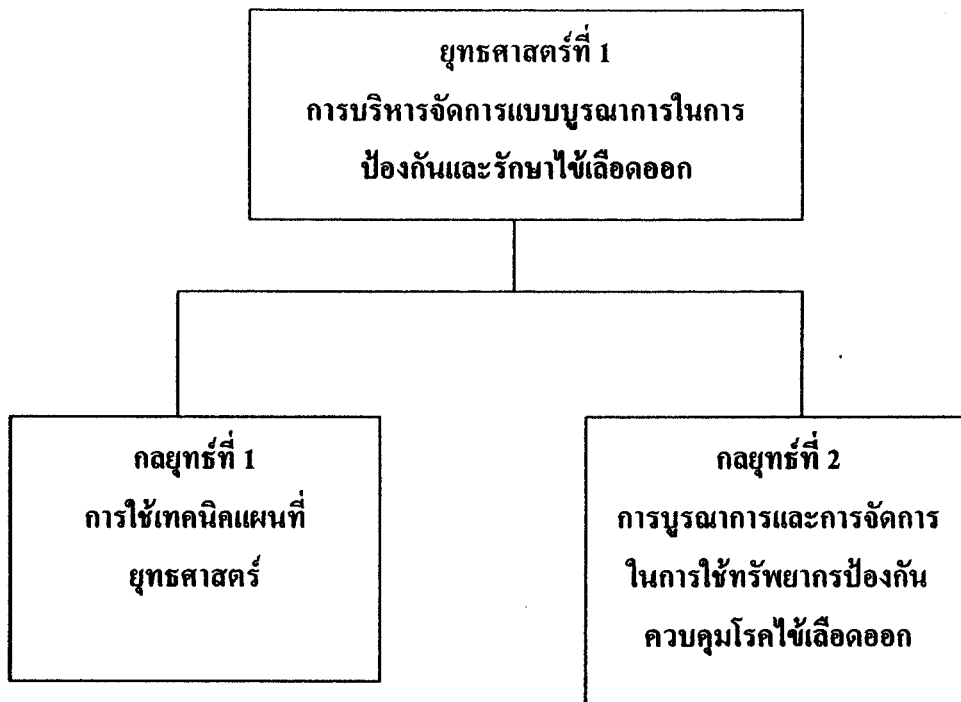 ยุทธศาสตร์ที่ 1
การบริหารจัดการแบบบูรณาการในการ
ป้องกันและรักษาไข้เลือดออก
กลยุทธ์ที่ 1
การใช้เทคนิคแผนที่
ยุทธศาสตร์
กลยุทธ์ที่ 2
การบูรณาการและการจัดการ
ในการใช้ทรัพยากรป้องกัน
ควบคุมโรคไข้เลือดออก